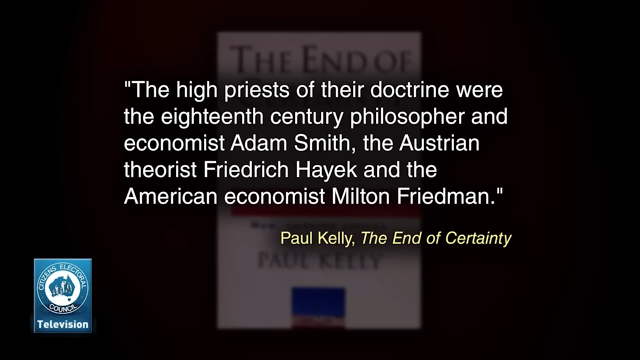 THE END OF
"The high priests of their doctrine were
the eighteenth century philosopher and
economist Adam Smith, the Austrian
theorist Friedrich Hayek and the
American economist Milton Friedman."
Paul Kelly, The End of Certainty
PAUL KELLY
CITIZENS ELECTORAL
COUNCIL
Television